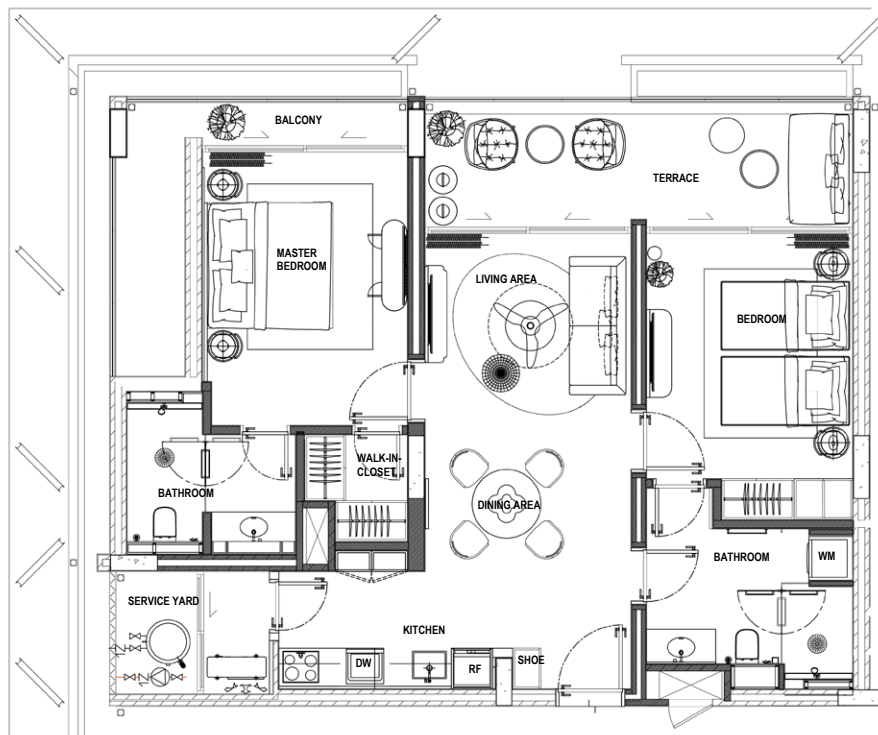 BALCONY
TERRACE
MASTER
BEDROOM
LIVING AREA
BEDROOM
WALK-IN-
CLOSET
BATHROOM
DINING AREA
BATHROOM
WM
SERVICE YARD
KITCHEN
DW
RF
SHOE